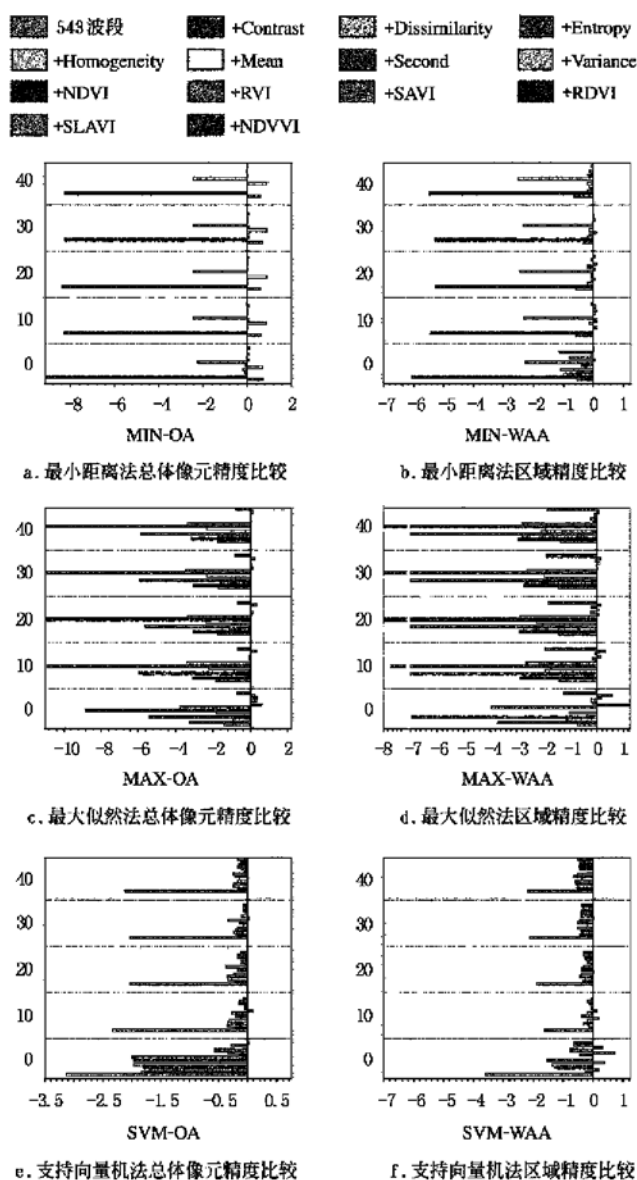 543波段 +Contrast +Dissimilarity +Entropy
+Homogeneity +Mean +Second +Variance
+NDVI +RVI +SAVI +RDVI
+SLAVI +NDVVI
40
30
20
10
0
-8 -6 -4 -2 0 2
MIN-OA
a.最小距离法总体像元精度比较
40
30
20
10
0
-7 -6 -5 -4 -3 -2 -1 0 1
MIN-WAA
b.最小距离法区域精度比较
40
30
20
10
0
-10 -8 -6 -4 -2 0 2
MAX-OA
c.最大似然法总体像元精度比较
40
30
20
10
0
-8 -7 -6 -5 -4 -3 -2 -1 0 1
MAX-WAA
d.最大似然法区域精度比较
40
30
20
10
0
-3.5 -2.5 -1.5 -0.5 0.5
SVM-OA
e.支持向量机法总体像元精度比较
40
30
20
10
0
-7 -6 -5 -4 -3 -2 -1 0 1
SVM-WAA
f.支持向量机法区域精度比较